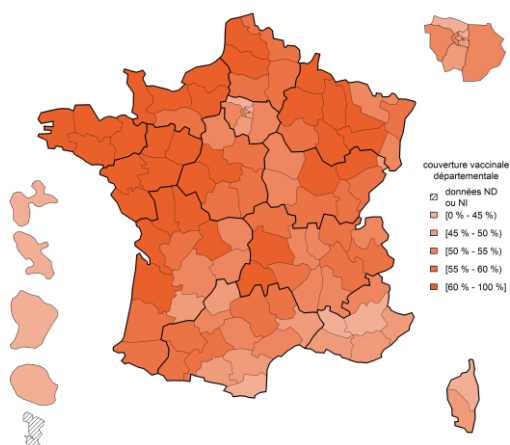 couverture vaccinale
départementale
données ND
ou NI
[0 % - 45 %)
[45 % - 50 %)
[50 % - 55 %)
[55 % - 60 %)
[60 % - 100 %]